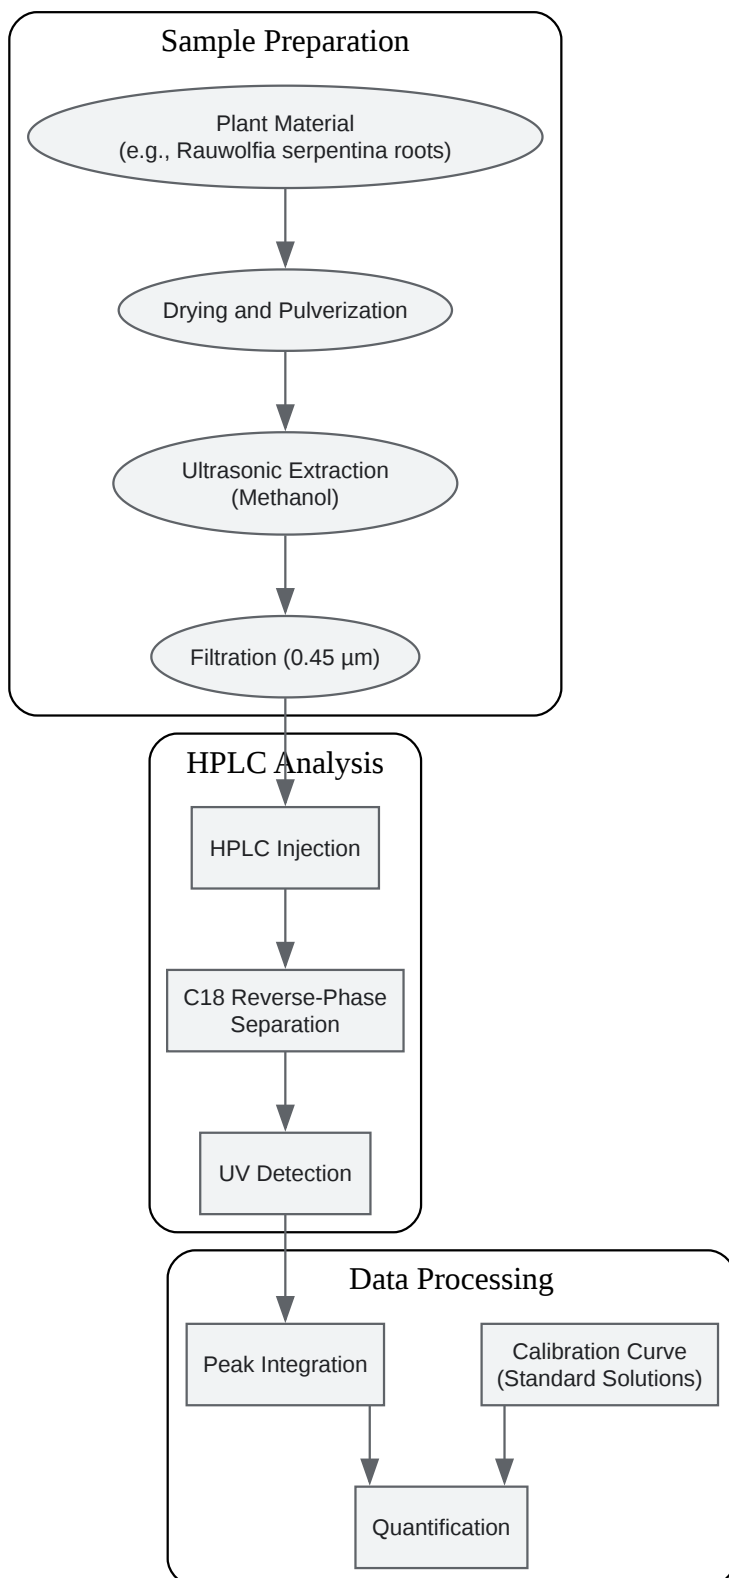 Sample Preparation
Plant Material
(e.g., Rauwolfia serpentina roots)
Drying and Pulverization
Ultrasonic Extraction
(Methanol)
Filtration (0.45 µm)
HPLC Analysis
HPLC Injection
C18 Reverse-Phase
Separation
UV Detection
Data Processing
Peak Integration
Calibration Curve
(Standard Solutions)
Quantification